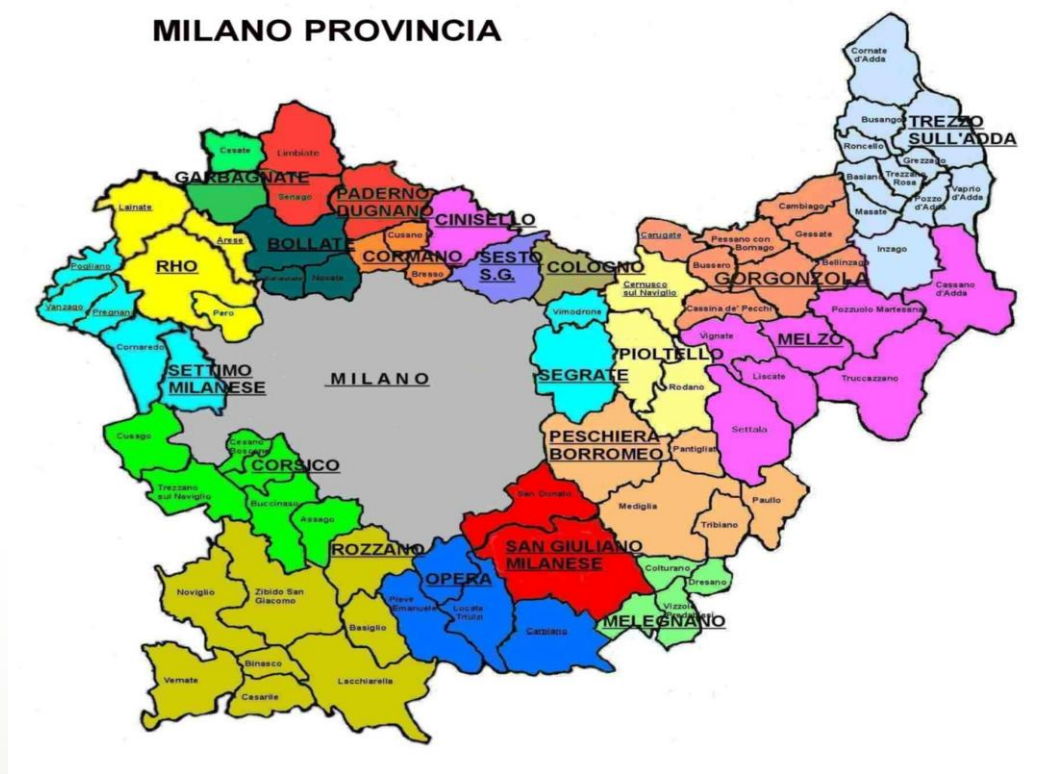 MILANO PROVINCIA
Cornate
d'Adda
Busnago
TREZZO
SULL'ADDA
Roncello
Grezzago
Basiano
Trezzano
Rosa
Vaprio
d'Adda
Pozzo
d'Adda
Masate
Inzago
Cesate
Limbiate
GARBAGNATE
Senago
PADERNO
DUGNANO
CINISELLO
Lainate
Arese
BOLLATE
Cusano
CORMANO
Bresso
SESTO
S.G.
COLOGNO
Novate
RHO
Pogliano
Vanzago
Pregnana
Pero
Cornaredo
SETTIMO
MILANESE
MILANO
Cambiago
Carugate
Pessano con
Bornago
Gessate
Bussero
Bellinzago
GORGONZOLA
Cernusco
sul Naviglio
Cassina de' Pecchi
Cassano
d'Adda
Pozzuolo Martesana
Vimodrone
Vignate
MELZO
PIOLTELLO
SEGRATE
Rodano
Liscate
Truccazzano
Settala
PESCHIERA
BORROMEO
Pantigliat
Mediglia
Paullo
Tribiano
Cusago
Cesano
Boscone
CORSICO
Trezzano
sul Naviglio
Buccinasco
Assago
San Donato
SAN GIULIANO
MILANESE
ROZZANO
OPERA
Noviglio
Zibido San
Giacomo
Pieve
Emanuele
Locate
Triulzi
Basiglio
Carpiano
Colturano
Dresano
Vizzolo
MELEGNANO
Vernate
Binasco
Casarile
Lacchiarella